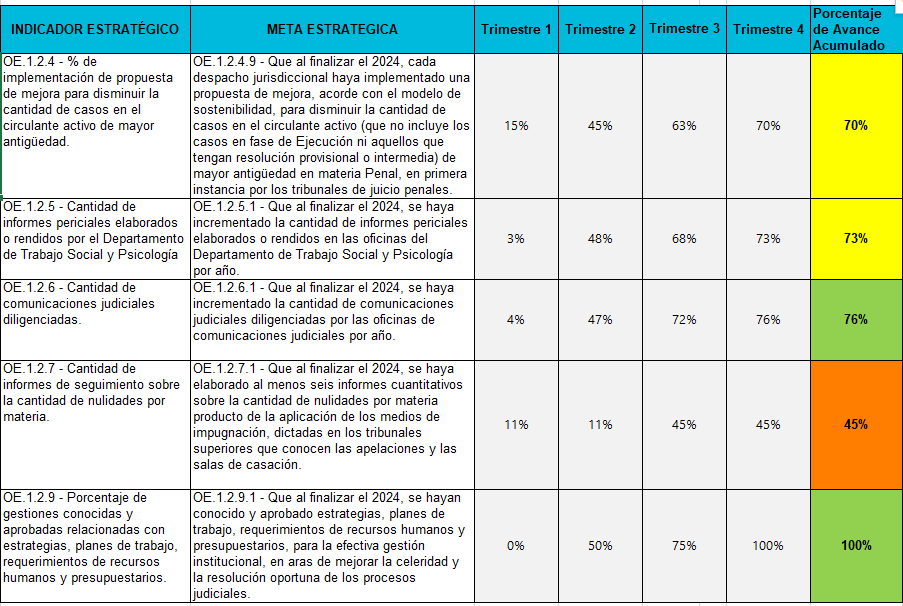 INDICADOR ESTRATÉGICO
META ESTRATEGICA
Trimestre 1
Trimestre 2
Trimestre 3
Trimestre 4
Porcentaje
de Avance
Acumulado
OE.1.2.4 - % de
implementación de propuesta
de mejora para disminuir la
cantidad de casos en el
circulante activo de mayor
antigüedad.
OE.1.2.4.9 - Que al finalizar el 2024, cada
despacho jurisdiccional haya implementado una
propuesta de mejora, acorde con el modelo de
sostenibilidad, para disminuir la cantidad de
casos en el circulante activo (que no incluye los
casos en fase de Ejecución ni aquellos que
tengan resolución provisional o intermedia) de
mayor antigüedad en materia Penal, en primera
instancia por los tribunales de juicio penales.
15%
45%
63%
70%
70%
OE.1.2.5 - Cantidad de
informes periciales elaborados
o rendidos por el Departamento
de Trabajo Social y Psicología
OE.1.2.5.1 - Que al finalizar el 2024, se haya
incrementado la cantidad de informes periciales
elaborados o rendidos en las oficinas del
Departamento de Trabajo Social y Psicología
por año.
3%
48%
68%
73%
73%
OE.1.2.6 - Cantidad de
comunicaciones judiciales
diligenciadas.
OE.1.2.6.1 - Que al finalizar el 2024, se haya
incrementado la cantidad de comunicaciones
judiciales diligenciadas por las oficinas de
comunicaciones judiciales por año.
4%
47%
72%
76%
76%
OE.1.2.7 - Cantidad de
informes de seguimiento sobre
la cantidad de nulidades por
materia.
OE.1.2.7.1 - Que al finalizar el 2024, se haya
elaborado al menos seis informes cuantitativos
sobre la cantidad de nulidades por materia
producto de la aplicación de los medios de
impugnación, dictadas en los tribunales
superiores que conocen las apelaciones y las
salas de casación.
11%
11%
45%
45%
45%
OE.1.2.9 - Porcentaje de
gestiones conocidas y
aprobadas relacionadas con
estrategias, planes de trabajo,
requerimientos de recursos
humanos y presupuestarios.
OE.1.2.9.1 - Que al finalizar el 2024, se hayan
conocido y aprobado estrategias, planes de
trabajo, requerimientos de recursos humanos y
presupuestarios, para la efectiva gestión
institucional, en aras de mejorar la celeridad y
la resolución oportuna de los procesos
judiciales.
0%
50%
75%
100%
100%